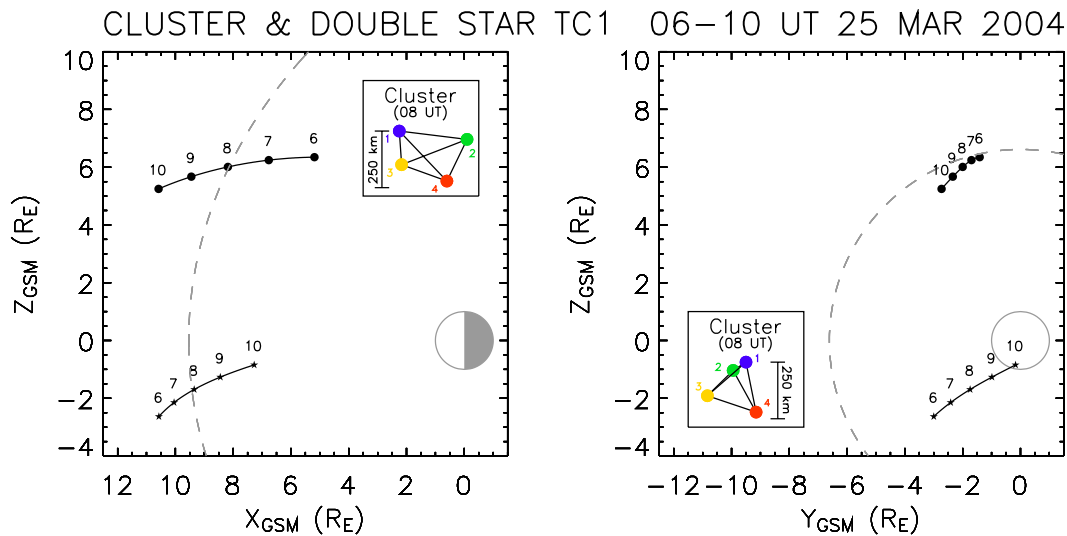 CLUSTER & DOUBLE STAR TC1 06-10 UT 25 MAR 2004
10
8
6
4
2
0
-2
-4
Z_GSM (R_E)
12 10 8 6 4 2 0
X_GSM (R_E)
10 9 8 7 6
6 7 8 9 10
Cluster
(08 UT)
1
2
3
4
250 km
10
8
6
4
2
0
-2
-4
Z_GSM (R_E)
-12 -10 -8 -6 -4 -2 0
Y_GSM (R_E)
10 9 8 7 6
6 7 8 9 10
Cluster
(08 UT)
1
2
3
4
250 km